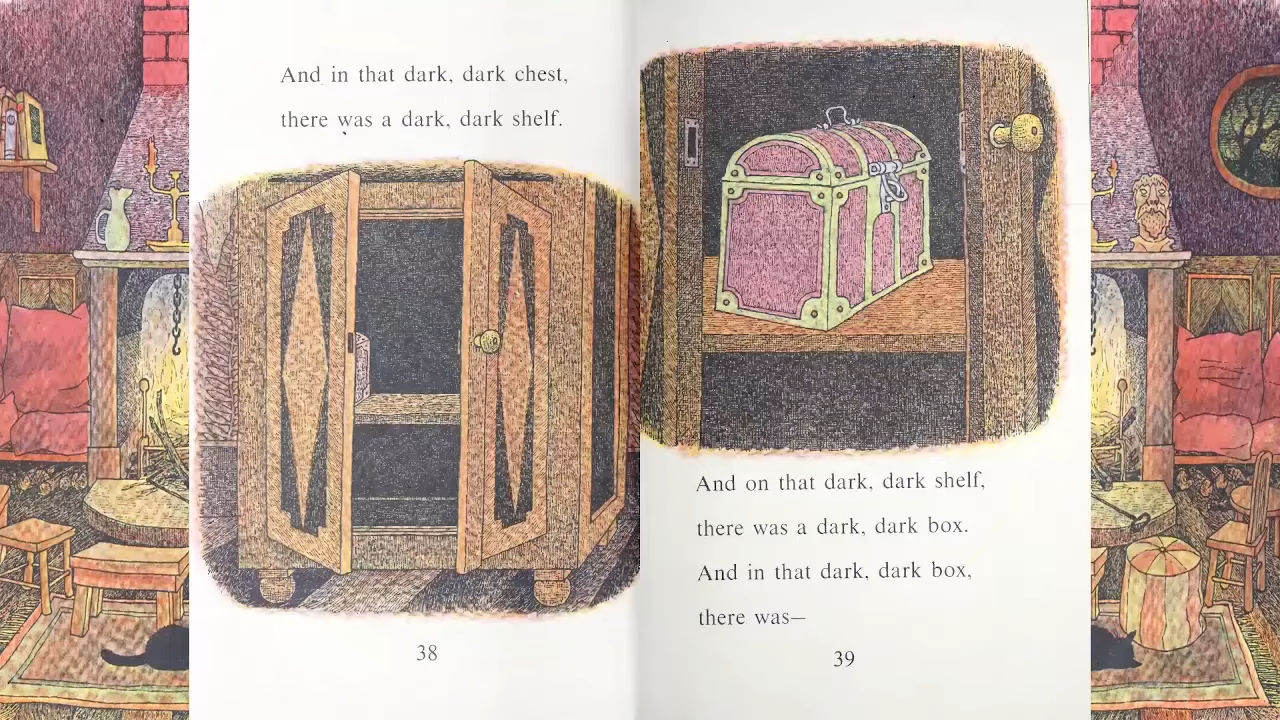 And in that dark, dark chest,
there was a dark, dark shelf.
38
And on that dark, dark shelf,
there was a dark, dark box.
And in that dark, dark box,
there was—
39